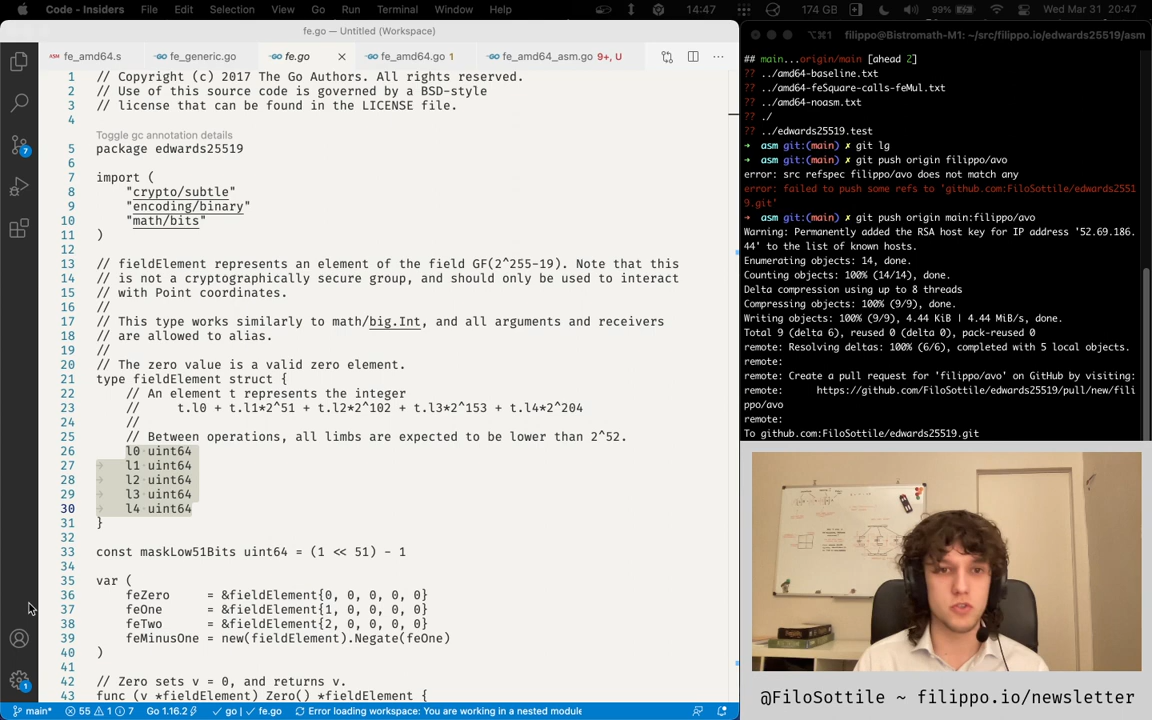 Code - Insiders File Edit Selection View Go Run Terminal Window Help 14:47 174 GB 99% Wed Mar 31 20:47
fe.go — Untitled (Workspace)
fe_amd64.s fe_generic.go fe.go fe_amd64.go 1 fe_amd64_asm.go 9+, U
1 // Copyright (c) 2017 The Go Authors. All rights reserved.
2 // Use of this source code is governed by a BSD-style
3 // license that can be found in the LICENSE file.
4
Toggle gc annotation details
5 package edwards25519
6
7 import (
8 "crypto/subtle"
9 "encoding/binary"
10 "math/bits"
11 )
12
13 // fieldElement represents an element of the field GF(2^255-19). Note that this
14 // is not a cryptographically secure group, and should only be used to interact
15 // with Point coordinates.
16 //
17 // This type works similarly to math/big.Int, and all arguments and receivers
18 // are allowed to alias.
19 //
20 // The zero value is a valid zero element.
21 type fieldElement struct {
22 // An element t represents the integer
23 // t.l0 + t.l1*2^51 + t.l2*2^102 + t.l3*2^153 + t.l4*2^204
24 //
25 // Between operations, all limbs are expected to be lower than 2^52.
26 l0 uint64
27 l1 uint64
28 l2 uint64
29 l3 uint64
30 l4 uint64
31 }
32
33 const maskLow51Bits uint64 = (1 << 51) - 1
34
35 var (
36 feZero = &fieldElement{0, 0, 0, 0, 0}
37 feOne = &fieldElement{1, 0, 0, 0, 0}
38 feTwo = &fieldElement{2, 0, 0, 0, 0}
39 feMinusOne = new(fieldElement).Negate(feOne)
40 )
41
42 // Zero sets v = 0, and returns v.
43 func (v *fieldElement) Zero() *fieldElement {
7
1
main* 55 1 7 Go 1.16.2 go | fe.go Error loading workspace: You are working in a nested module
⌥⌘1 filippo@Bistromath-M1: ~/src/filippo.io/edwards25519/asm
## main...origin/main [ahead 2]
?? ../amd64-baseline.txt
?? ../amd64-feSquare-calls-feMul.txt
?? ../amd64-noasm.txt
?? ./
?? ../edwards25519.test
➜ asm git:(main) ✗ git lg
➜ asm git:(main) ✗ git push origin filippo/avo
error: src refspec filippo/avo does not match any
error: failed to push some refs to 'github.com:FiloSottile/edwards2551
9.git'
➜ asm git:(main) ✗ git push origin main:filippo/avo
Warning: Permanently added the RSA host key for IP address '52.69.186.
44' to the list of known hosts.
Enumerating objects: 14, done.
Counting objects: 100% (14/14), done.
Delta compression using up to 8 threads
Compressing objects: 100% (9/9), done.
Writing objects: 100% (9/9), 4.44 KiB | 4.44 MiB/s, done.
Total 9 (delta 6), reused 0 (delta 0), pack-reused 0
remote: Resolving deltas: 100% (6/6), completed with 5 local objects.
remote:
remote: Create a pull request for 'filippo/avo' on GitHub by visiting:
remote: https://github.com/FiloSottile/edwards25519/pull/new/fili
ppo/avo
remote:
To github.com:FiloSottile/edwards25519.git
@FiloSottile ~ filippo.io/newsletter